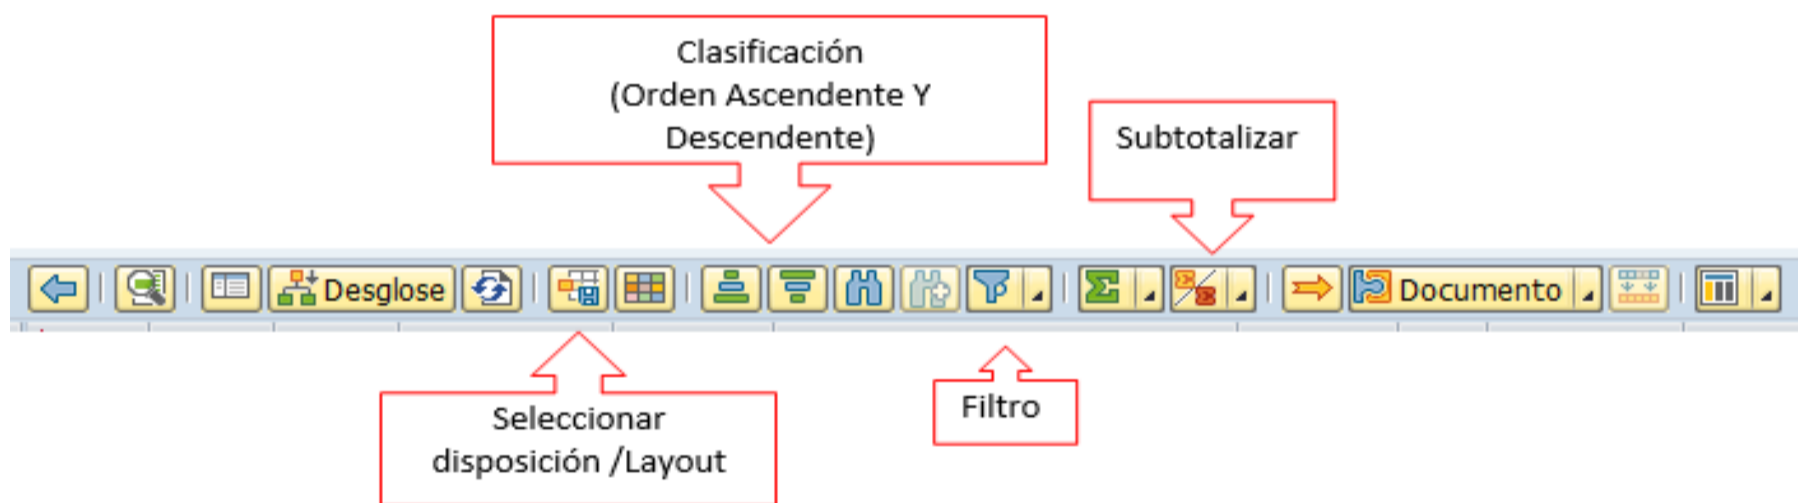 Clasificación
(Orden Ascendente Y
Descendente)
Subtotalizar
Desglose
Documento
Seleccionar
disposición /Layout
Filtro